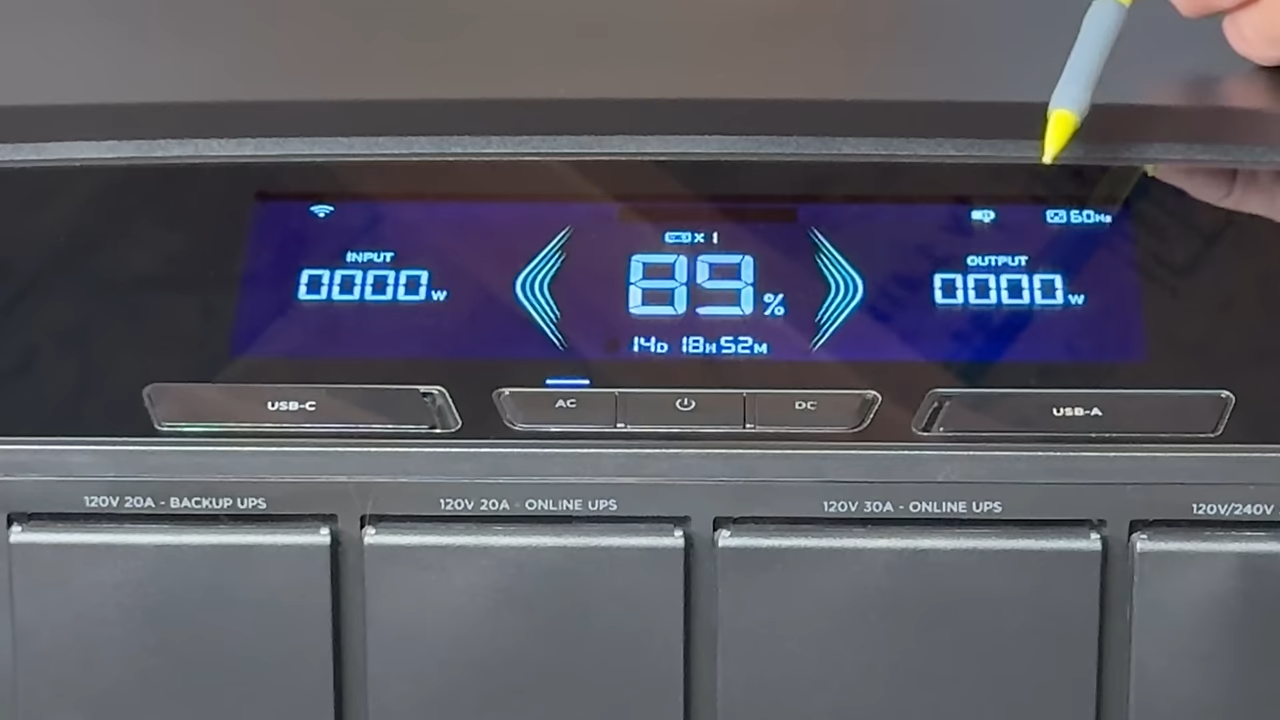 60Hz
INPUT
0000W
x 1
89%
14D 18H 52M
OUTPUT
0000W
USB-C
AC
DC
USB-A
120V 20A - BACKUP UPS
120V 20A - ONLINE UPS
120V 30A - ONLINE UPS
120V/240V